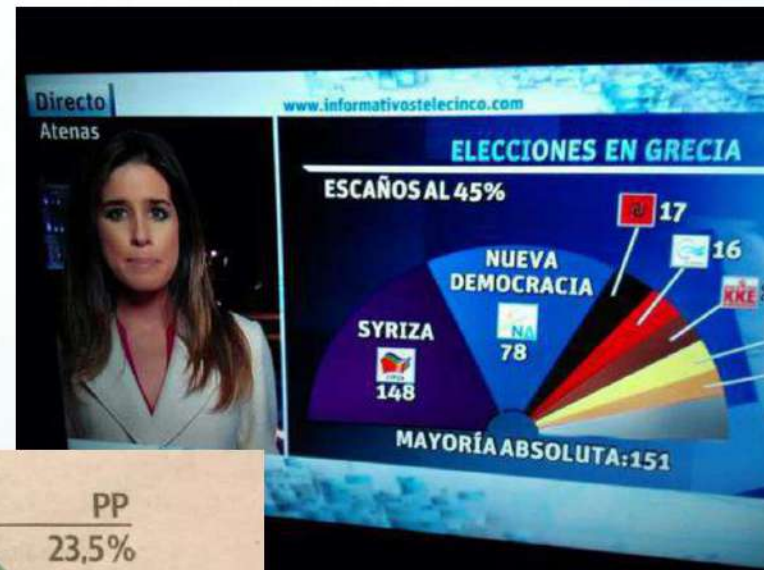 Directo
www.informativostelecinco.com
Atenas
ELECCIONES EN GRECIA
ESCAÑOS AL 45%
17
16
NUEVA
DEMOCRACIA
KKE
SYRIZA
NΔ
78
148
MAYORÍA ABSOLUTA:151
PP
23,5%